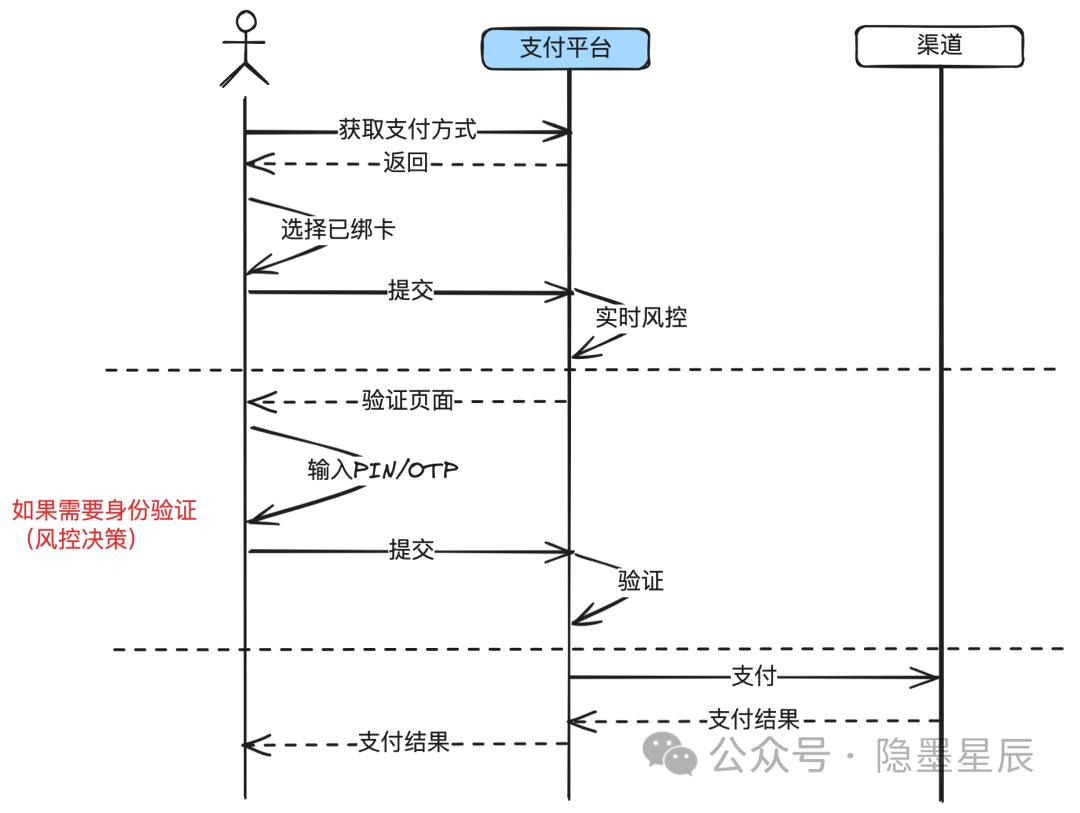 支付平台
渠道
获取支付方式
返回
选择已绑卡
提交
实时风控
验证页面
输入PIN/OTP
如果需要身份验证
（风控决策）
提交
验证
支付
支付结果
支付结果
公众号·隐墨星辰